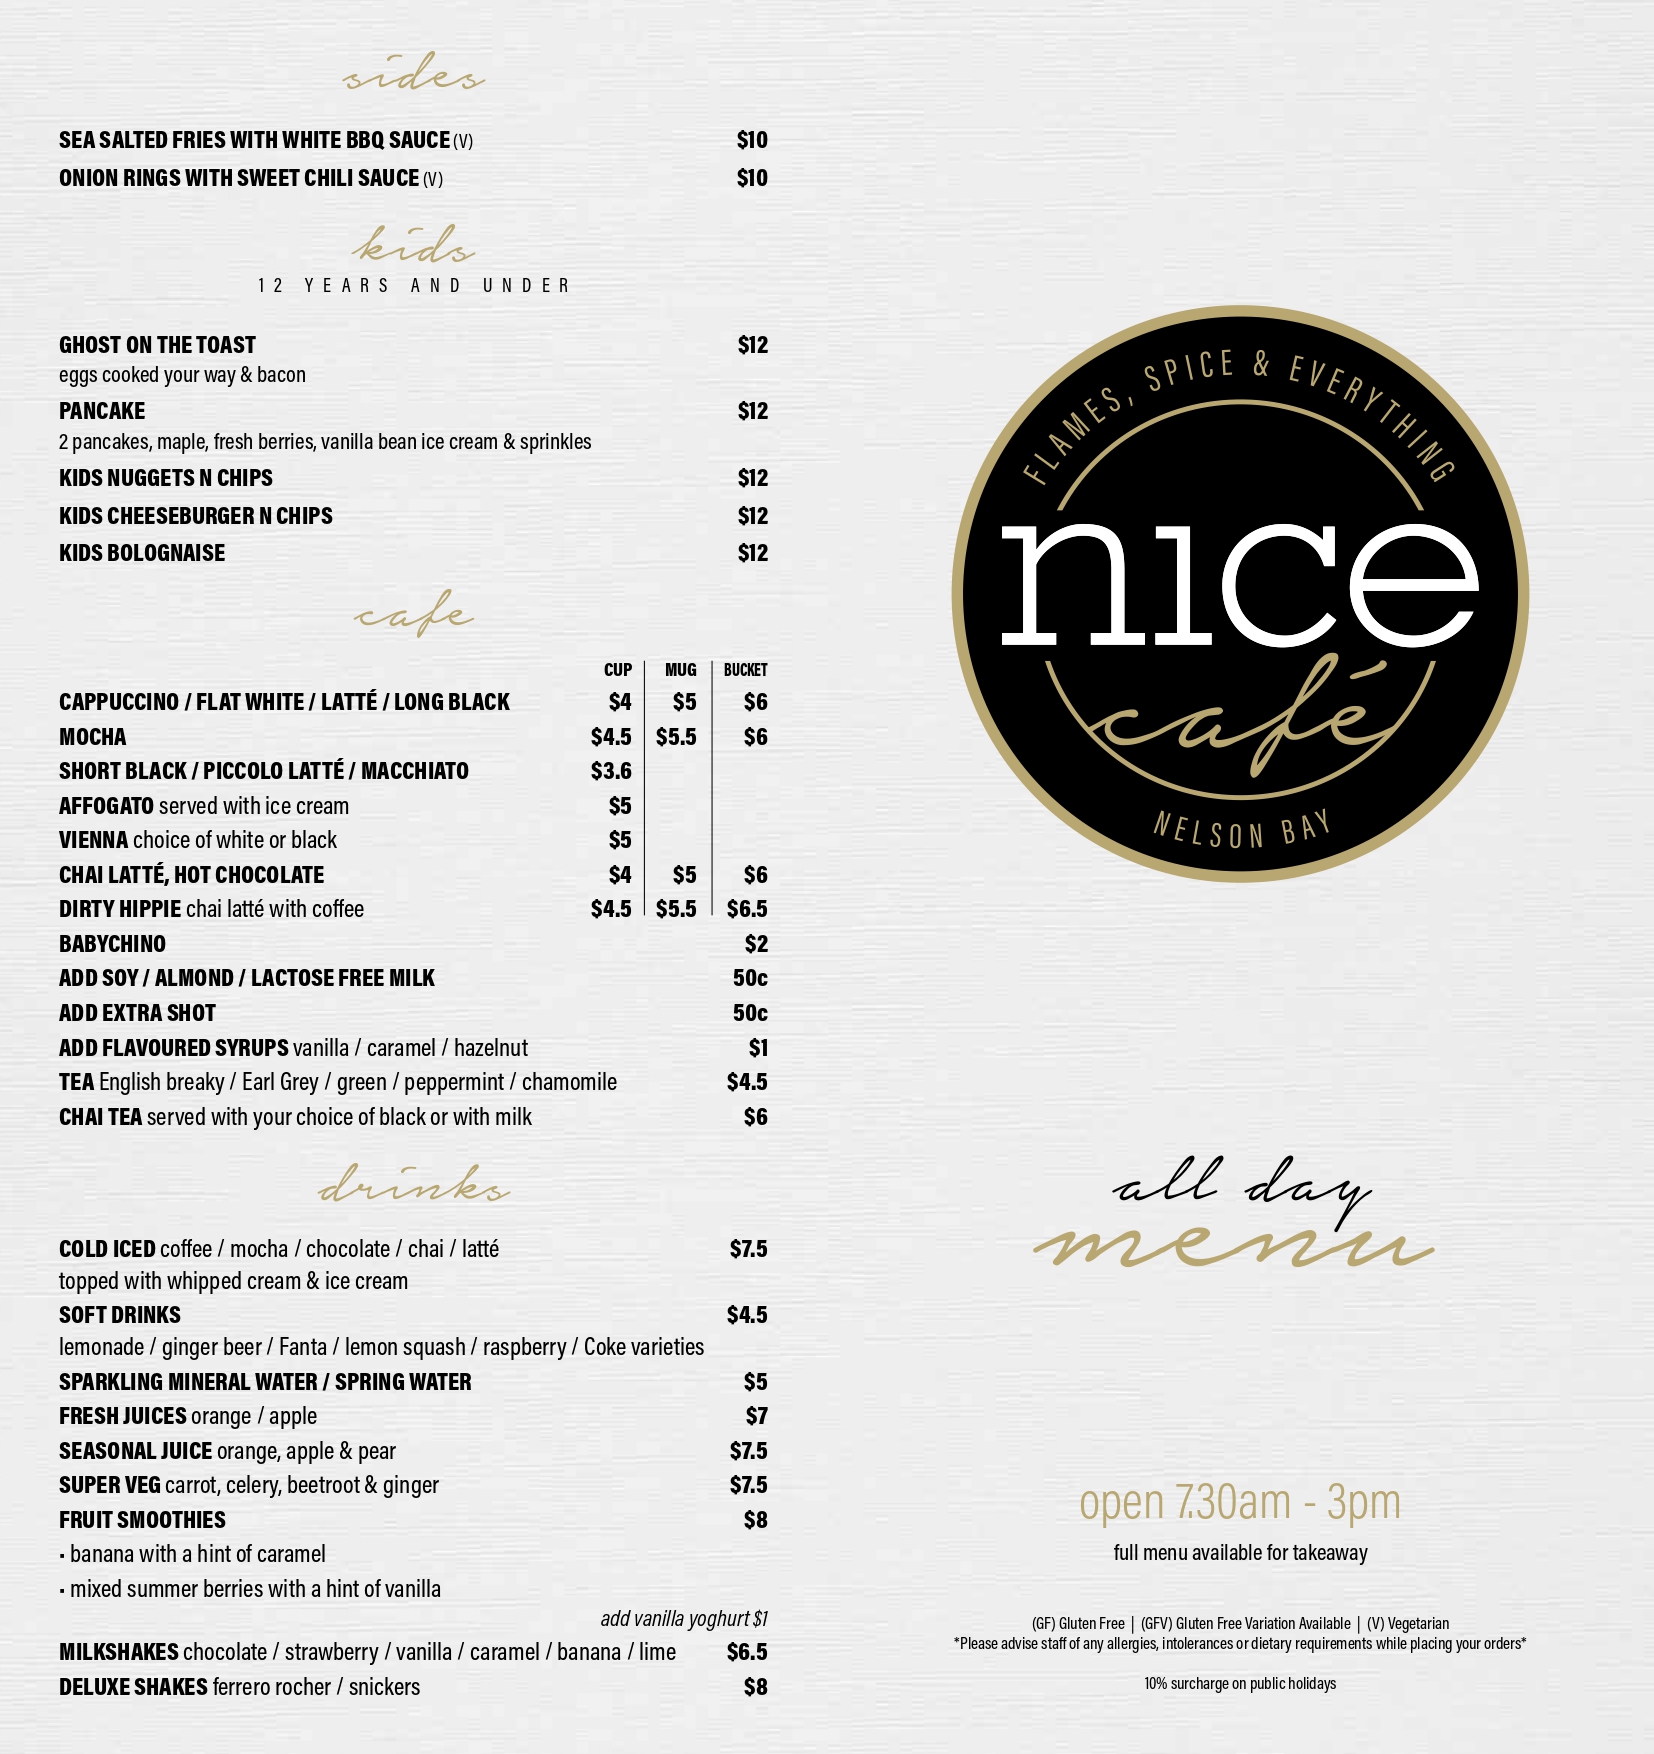 sides
SEA SALTED FRIES WITH WHITE BBQ SAUCE (V) $10
ONION RINGS WITH SWEET CHILI SAUCE (V) $10
kids
12 YEARS AND UNDER
GHOST ON THE TOAST $12
eggs cooked your way & bacon
PANCAKE $12
2 pancakes, maple, fresh berries, vanilla bean ice cream & sprinkles
KIDS NUGGETS N CHIPS $12
KIDS CHEESEBURGER N CHIPS $12
KIDS BOLOGNAISE $12
cafe
CUP MUG BUCKET
CAPPUCCINO / FLAT WHITE / LATTÉ / LONG BLACK $4 $5 $6
MOCHA $4.5 $5.5 $6
SHORT BLACK / PICCOLO LATTÉ / MACCHIATO $3.6
AFFOGATO served with ice cream $5
VIENNA choice of white or black $5
CHAI LATTÉ, HOT CHOCOLATE $4 $5 $6
DIRTY HIPPIE chai latté with coffee $4.5 $5.5 $6.5
BABYCHINO $2
ADD SOY / ALMOND / LACTOSE FREE MILK 50c
ADD EXTRA SHOT 50c
ADD FLAVOURED SYRUPS vanilla / caramel / hazelnut $1
TEA English breaky / Earl Grey / green / peppermint / chamomile $4.5
CHAI TEA served with your choice of black or with milk $6
drinks
COLD ICED coffee / mocha / chocolate / chai / latté $7.5
topped with whipped cream & ice cream
SOFT DRINKS $4.5
lemonade / ginger beer / Fanta / lemon squash / raspberry / Coke varieties
SPARKLING MINERAL WATER / SPRING WATER $5
FRESH JUICES orange / apple $7
SEASONAL JUICE orange, apple & pear $7.5
SUPER VEG carrot, celery, beetroot & ginger $7.5
FRUIT SMOOTHIES $8
· banana with a hint of caramel
· mixed summer berries with a hint of vanilla
add vanilla yoghurt $1
MILKSHAKES chocolate / strawberry / vanilla / caramel / banana / lime $6.5
DELUXE SHAKES ferrero rocher / snickers $8
FLAMES, SPICE & EVERYTHING
nice
café
NELSON BAY
all day
menu
open 7.30am - 3pm
full menu available for takeaway
(GF) Gluten Free | (GFV) Gluten Free Variation Available | (V) Vegetarian
*Please advise staff of any allergies, intolerances or dietary requirements while placing your orders*
10% surcharge on public holidays